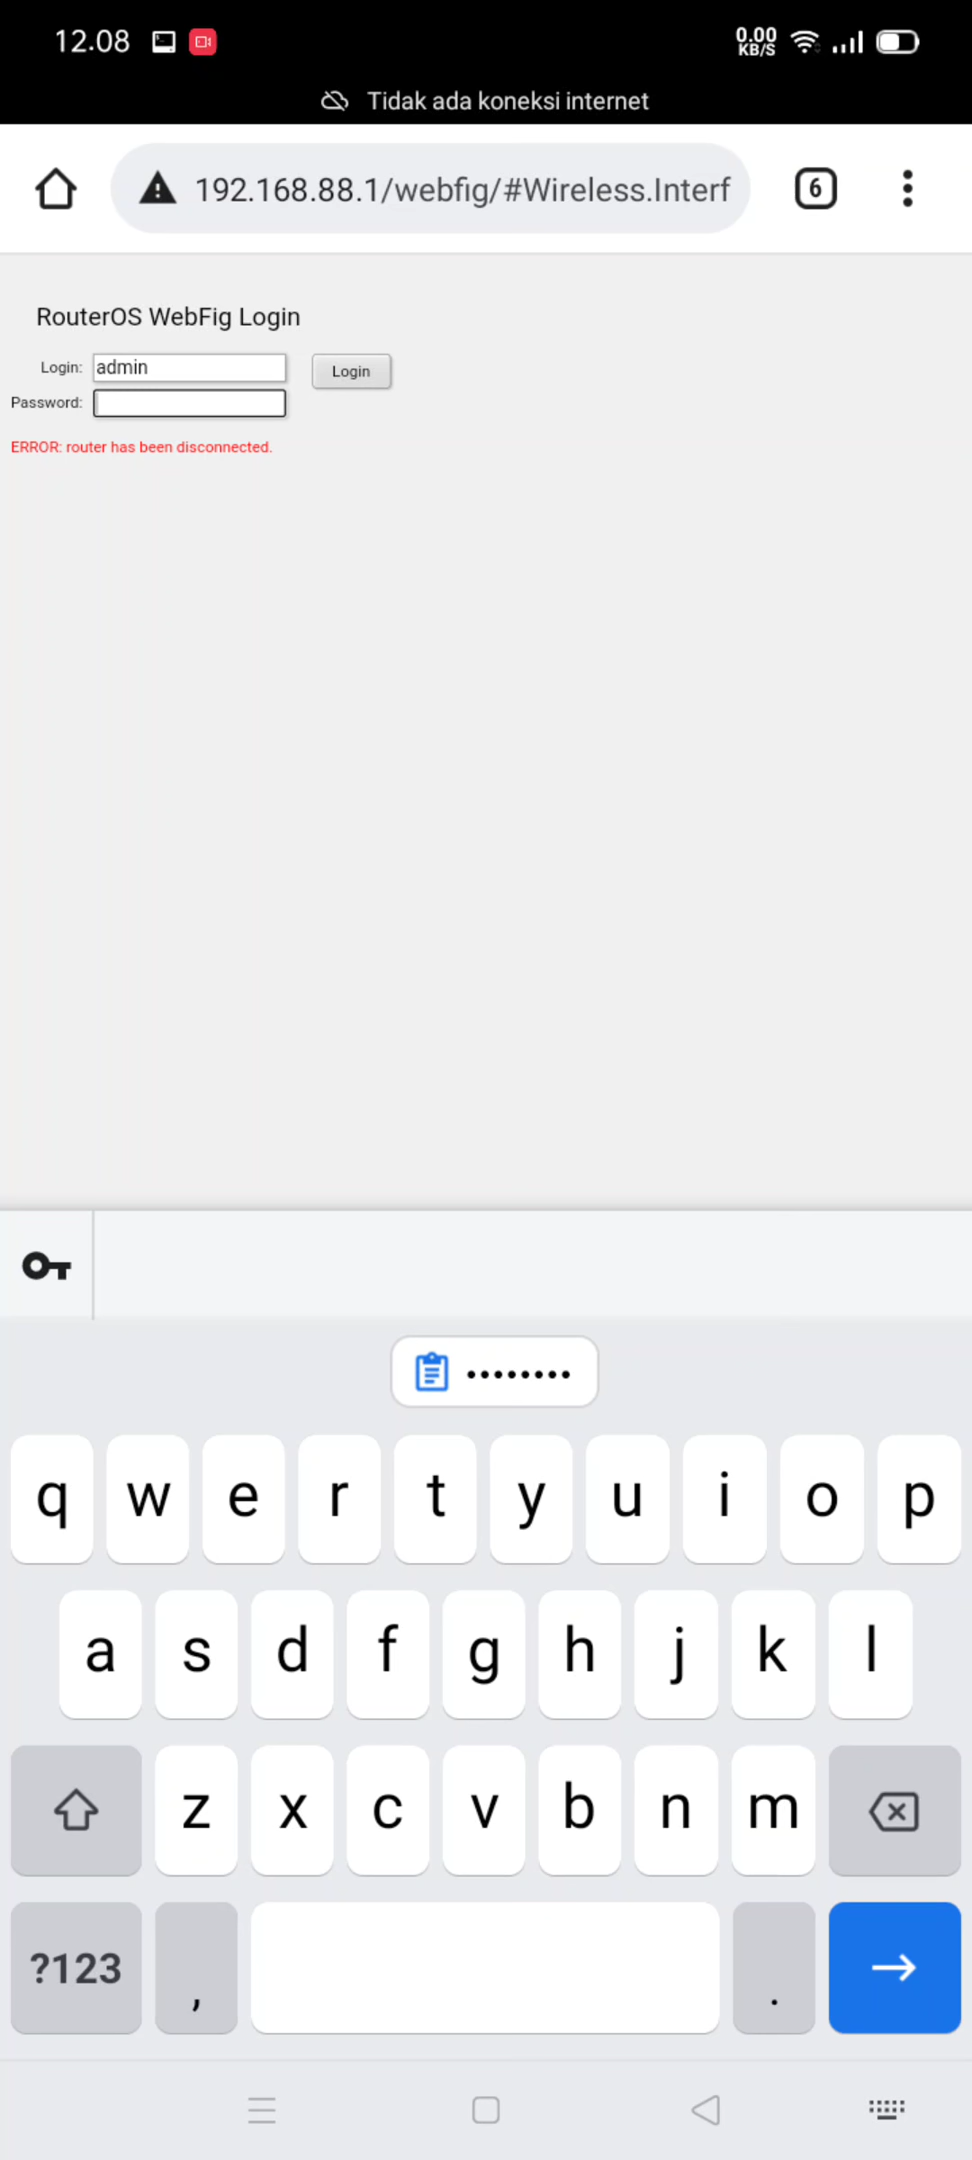 12.08
0.00
KB/S
Tidak ada koneksi internet
192.168.88.1/webfig/#Wireless.Interf
6
RouterOS WebFig Login
Login: admin
Login
Password:
ERROR: router has been disconnected.
••••••••
q w e r t y u i o p
a s d f g h j k l
z x c v b n m
?123 , .